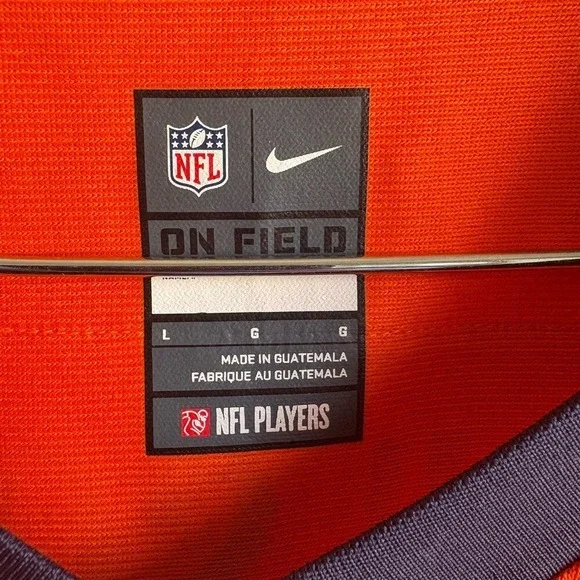 NFL
ON FIELD
L G G
MADE IN GUATEMALA
FABRIQUE AU GUATEMALA
NFL PLAYERS